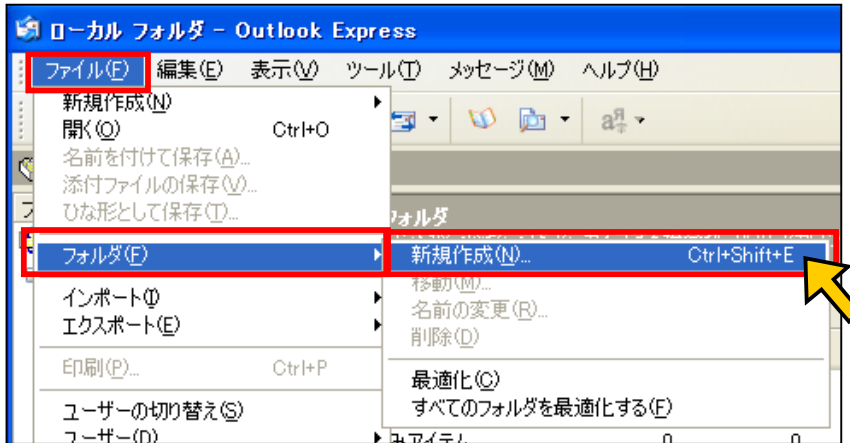 ローカル フォルダ - Outlook Express
ファイル(F) 編集(E) 表示(V) ツール(T) メッセージ(M) ヘルプ(H)
新規作成(N)
開く(O) Ctrl+O
名前を付けて保存(A)...
添付ファイルの保存(V)...
ひな形として保存(T)...
フォルダ
フォルダ(F)
新規作成(N)... Ctrl+Shift+E
移動(M)...
名前の変更(R)...
削除(D)
最適化(C)
すべてのフォルダを最適化する(F)
インポート(I)
エクスポート(E)
印刷(P)... Ctrl+P
ユーザーの切り替え(S)
ユーザー(D)
みアイテム 0 0